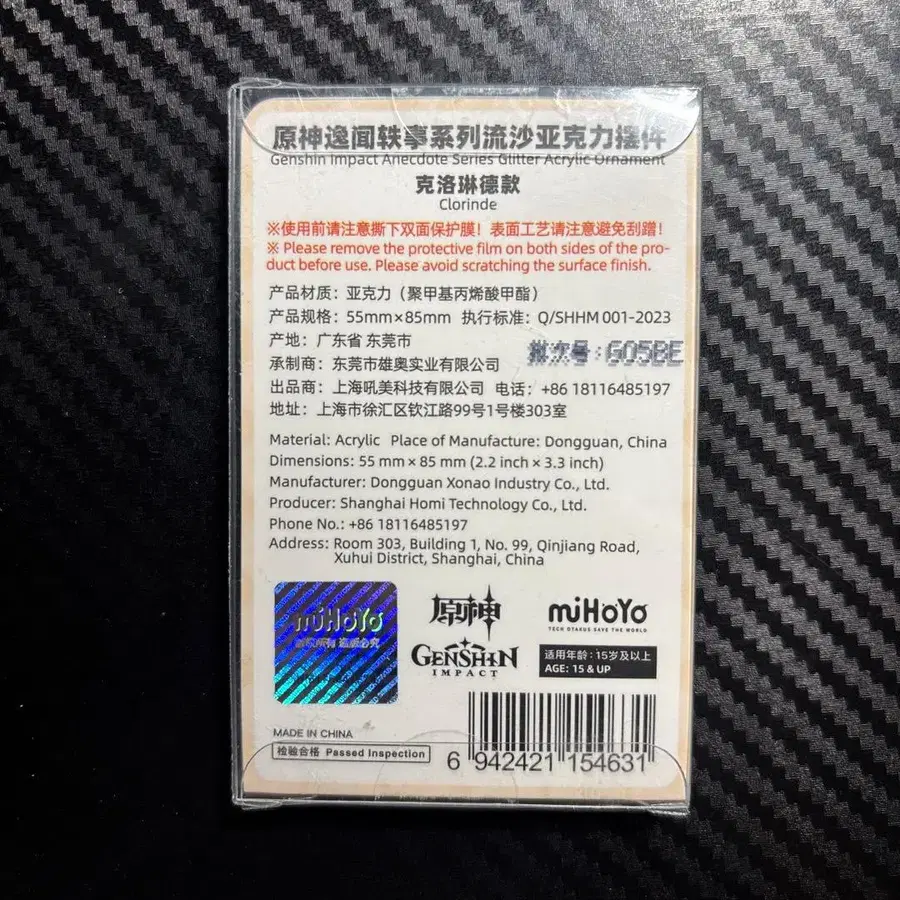 原神逸闻轶事系列流沙亚克力摆件
Genshin Impact Anecdote Series Glitter Acrylic Ornament
克洛琳德款
Clorinde
※使用前请注意撕下双面保护膜！表面工艺请注意避免刮蹭！
※ Please remove the protective film on both sides of the pro-
duct before use. Please avoid scratching the surface finish.
产品材质：亚克力（聚甲基丙烯酸甲酯）
产品规格：55mm×85mm 执行标准：Q/SHHM 001-2023
产地：广东省 东莞市
批次号：G05BE
承制商：东莞市雄奥实业有限公司
出品商：上海吼美科技有限公司 电话：+86 18116485197
地址：上海市徐汇区钦江路99号1号楼303室
Material: Acrylic Place of Manufacture: Dongguan, China
Dimensions: 55 mm × 85 mm (2.2 inch × 3.3 inch)
Manufacturer: Dongguan Xonao Industry Co., Ltd.
Producer: Shanghai Homi Technology Co., Ltd.
Phone No.: +86 18116485197
Address: Room 303, Building 1, No. 99, Qinjiang Road,
Xuhui District, Shanghai, China
miHoYo
版权所有 盗版必究
原神
GENSHIN
IMPACT
miHoYo
TECH OTAKUS SAVE THE WORLD
适用年龄：15岁及以上
AGE: 15 & UP
MADE IN CHINA
检验合格 Passed Inspection
6 942421 154631